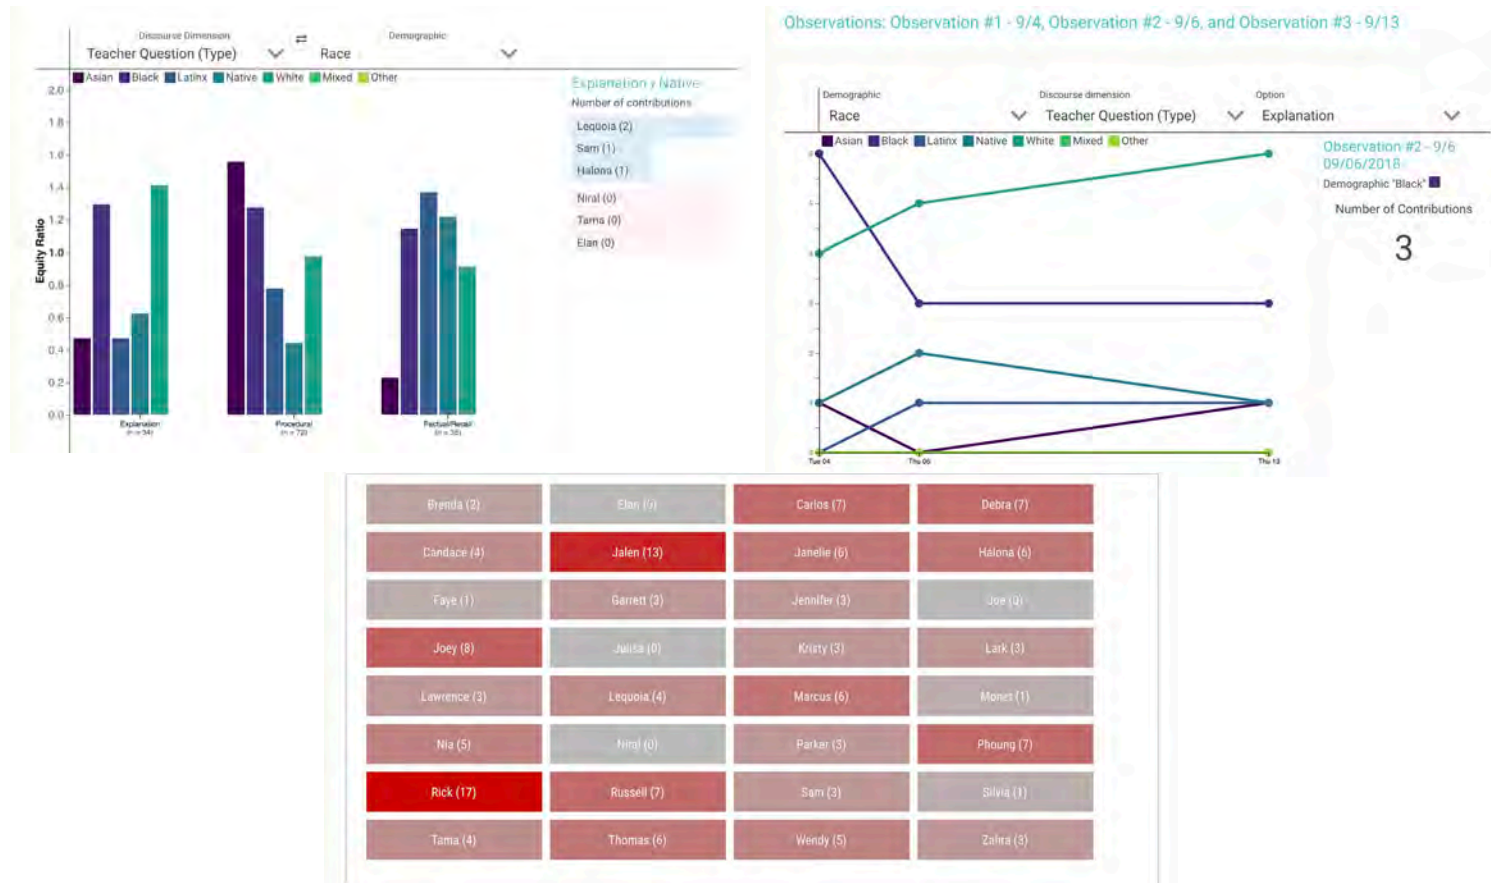 Discourse Dimension
Demographic
Teacher Question (Type)
Race
Asian Black Latinx Native White Mixed Other
2.0
1.8
1.6
1.4
1.2
1.0
0.8
0.6
0.4
0.2
0.0
Equity Ratio
Explanation
(n = 34)
Procedural
(n = 72)
Factual/Recall
Explanation y Native
Number of contributions
Lequoia (2)
Sam (1)
Halona (1)
Niral (0)
Tama (0)
Elan (0)
Observations: Observation #1 - 9/4, Observation #2 - 9/6, and Observation #3 - 9/13
Demographic
Discourse dimension
Option
Race
Teacher Question (Type)
Explanation
Asian Black Latinx Native White Mixed Other
Tue 04
Thu 06
Thu 13
Observation #2 - 9/6
09/06/2018
Demographic "Black"
Number of Contributions
3
Brenda (2) Elan (0) Carlos (7) Debra (7)
Candace (4) Jalen (13) Janelle (6) Halona (6)
Faye (1) Garrett (3) Jennifer (3) Joe (0)
Joey (8) Julisa (0) Kristy (3) Lark (3)
Lawrence (3) Lequoia (4) Marcus (6) Monet (1)
Nia (5) Niral (0) Parker (3) Phoung (7)
Rick (17) Russell (7) Sam (3) Silvia (1)
Tama (4) Thomas (6) Wendy (5) Zahra (3)